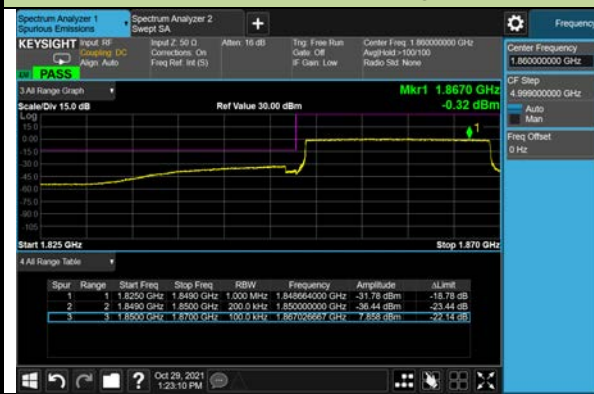 Spectrum Analyzer 1
Spurious Emissions
Spectrum Analyzer 2
Swept SA
+
Frequency
KEYSIGHT
Input: RF
Coupling: DC
Align: Auto
Input Z: 50 Ω
Corrections: On
Freq Ref: Int (S)
Atten: 16 dB
Trig: Free Run
Gate: Off
IF Gain: Low
Center Freq: 1.860000000 GHz
Avg|Hold:>100/100
Radio Std: None
PASS
Center Frequency
1.860000000 GHz
CF Step
4.999000000 GHz
Auto
Man
Freq Offset
0 Hz
3 All Range Graph
Mkr1 1.8670 GHz
Scale/Div 15.0 dB
Ref Value 30.00 dBm
-0.32 dBm
Log
15.0
0.00
-15.0
-30.0
-45.0
-60.0
-75.0
-90.0
-105
1
Start 1.825 GHz
Stop 1.870 GHz
4 All Range Table
Spur Range Start Freq Stop Freq RBW Frequency Amplitude ΔLimit
1 1 1.8250 GHz 1.8490 GHz 1.000 MHz 1.848664000 GHz -31.78 dBm -18.78 dB
2 2 1.8490 GHz 1.8500 GHz 200.0 kHz 1.850000000 GHz -36.44 dBm -23.44 dB
3 3 1.8500 GHz 1.8700 GHz 100.0 kHz 1.867026667 GHz 7.858 dBm -22.14 dB
?
Oct 29, 2021
1:23:10 PM